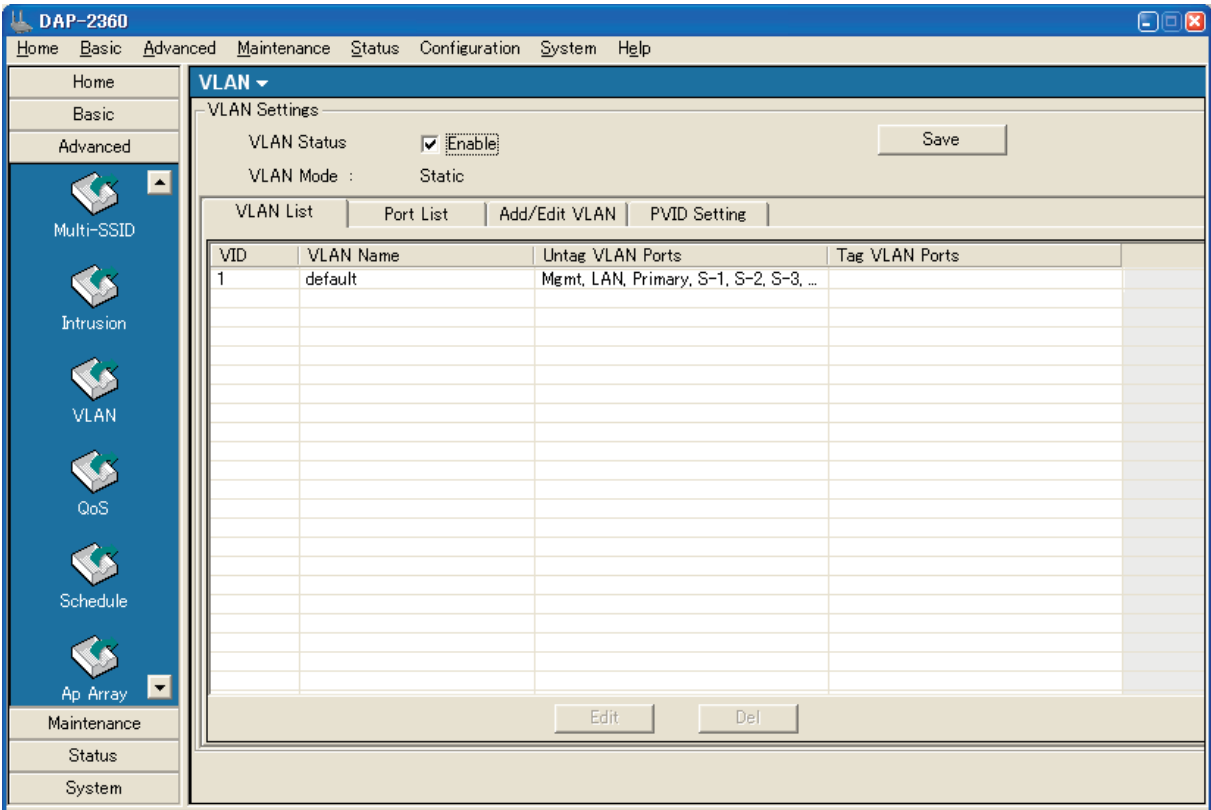 DAP-2360
Home Basic Advanced Maintenance Status Configuration System Help
Home
Basic
Advanced
Multi-SSID
Intrusion
VLAN
QoS
Schedule
Ap Array
Maintenance
Status
System
VLAN
VLAN Settings
VLAN Status Enable Save
VLAN Mode : Static
VLAN List Port List Add/Edit VLAN PVID Setting
VID VLAN Name Untag VLAN Ports Tag VLAN Ports
1 default Mgmt, LAN, Primary, S-1, S-2, S-3, ...
Edit Del